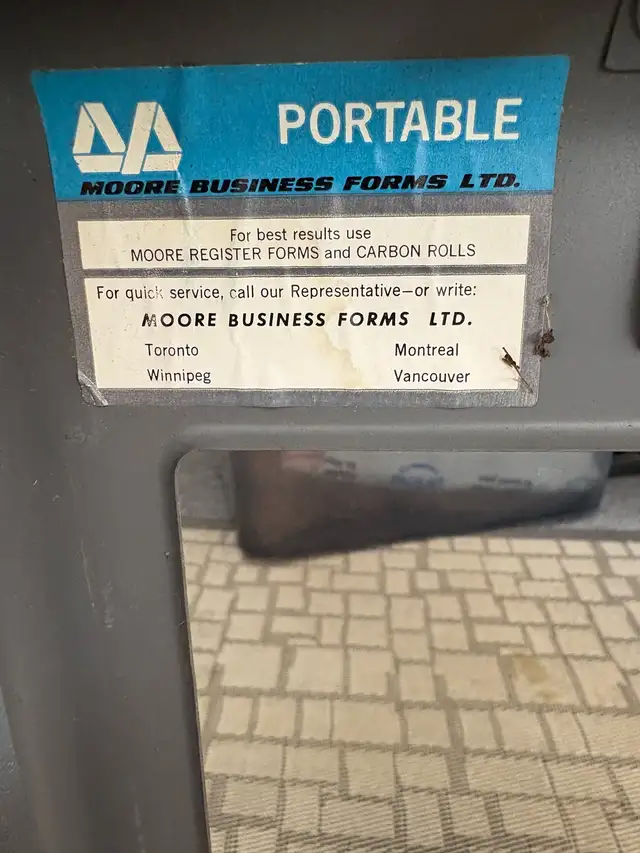 PORTABLE
MOORE BUSINESS FORMS LTD.
For best results use
MOORE REGISTER FORMS and CARBON ROLLS
For quick service, call our Representative—or write:
MOORE BUSINESS FORMS LTD.
Toronto Montreal
Winnipeg Vancouver